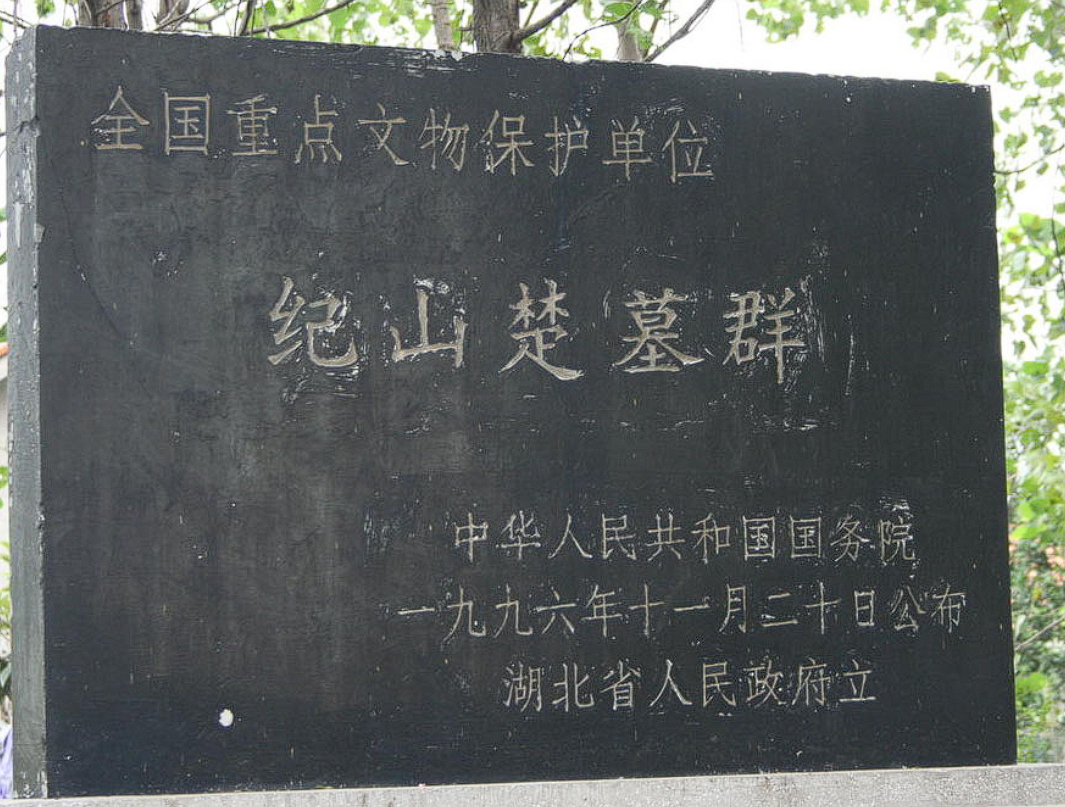 全国重点文物保护单位
纪山楚墓群
中华人民共和国国务院
一九九六年十一月二十日公布
湖北省人民政府立